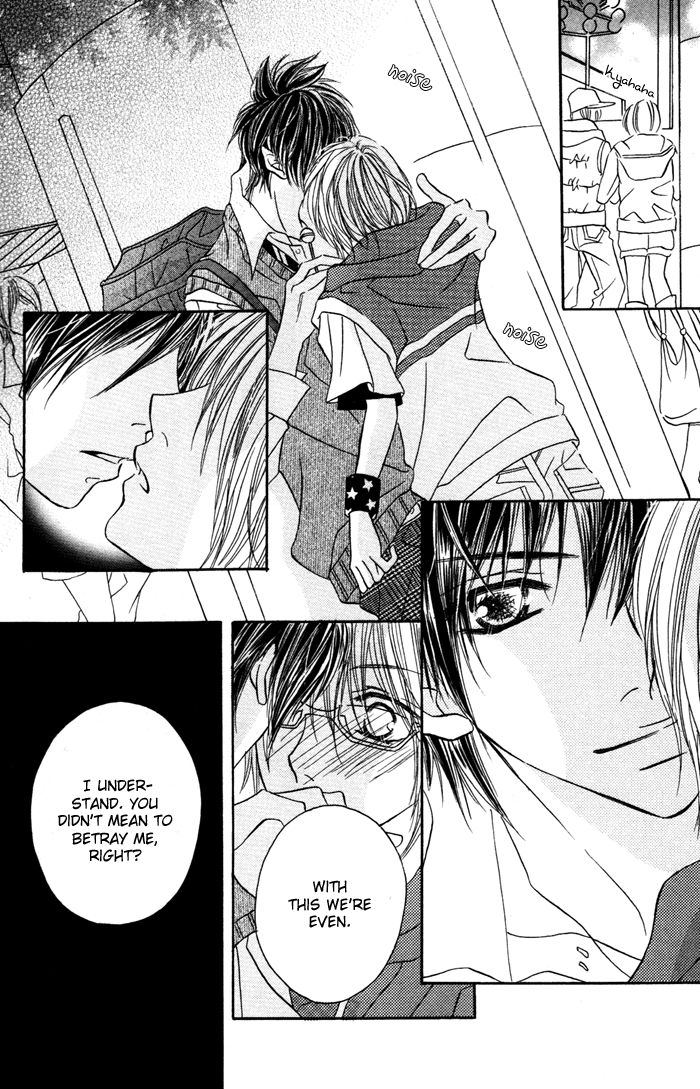 Kyahaha
noise
noise
WITH
THIS WE'RE
EVEN.
I UNDER-
STAND. YOU
DIDN'T MEAN TO
BETRAY ME,
RIGHT?